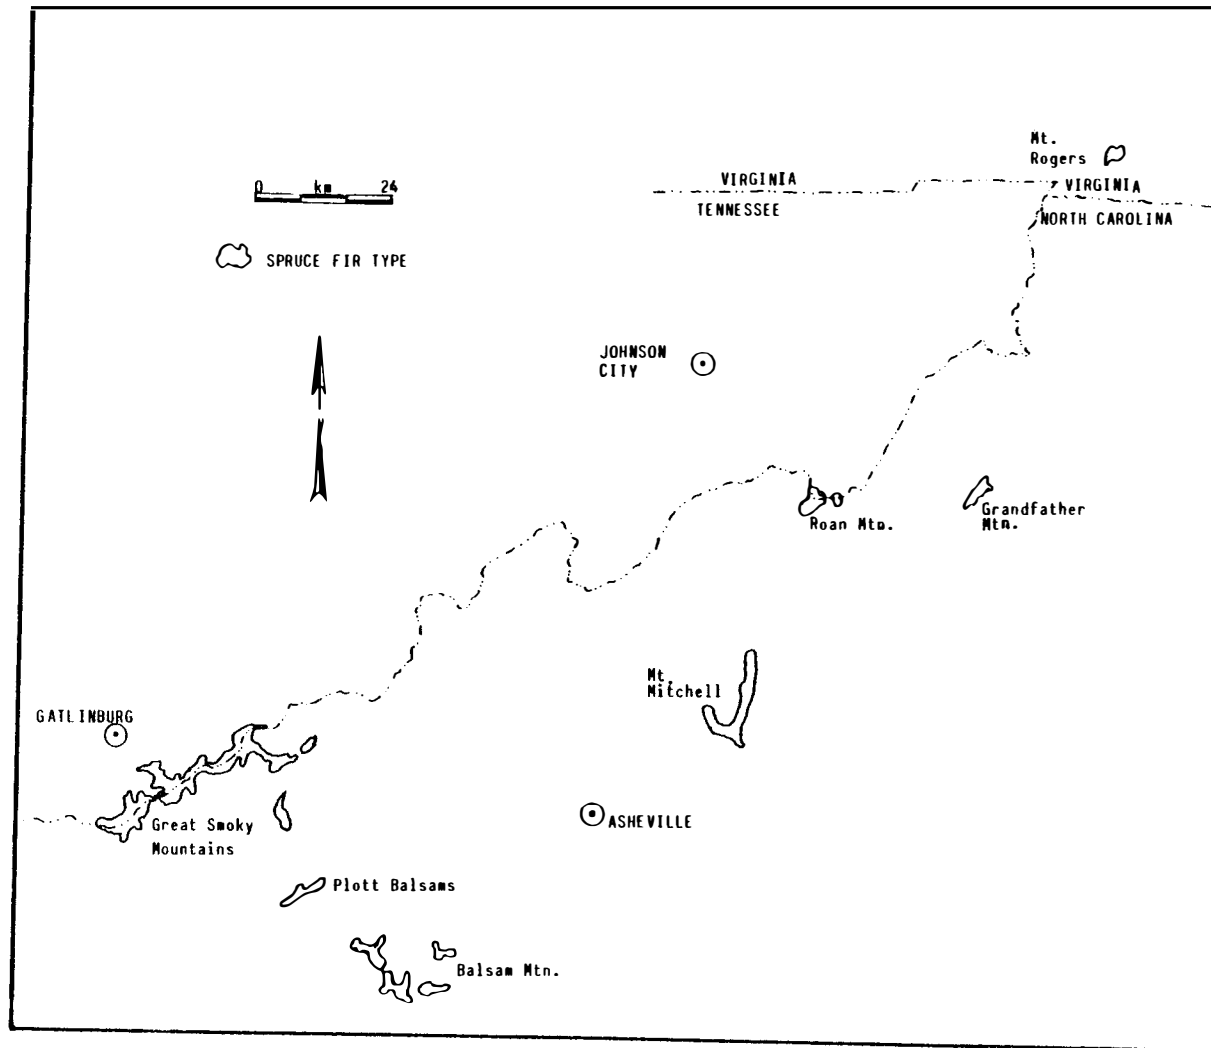 Mt.
Rogers
0 km 24
VIRGINIA
VIRGINIA
TENNESSEE
NORTH CAROLINA
SPRUCE FIR TYPE
JOHNSON
CITY
Roan Mtn.
Grandfather
Mtn.
Mt.
Mitchell
GATLINBURG
Great Smoky
Mountains
ASHEVILLE
Plott Balsams
Balsam Mtn.